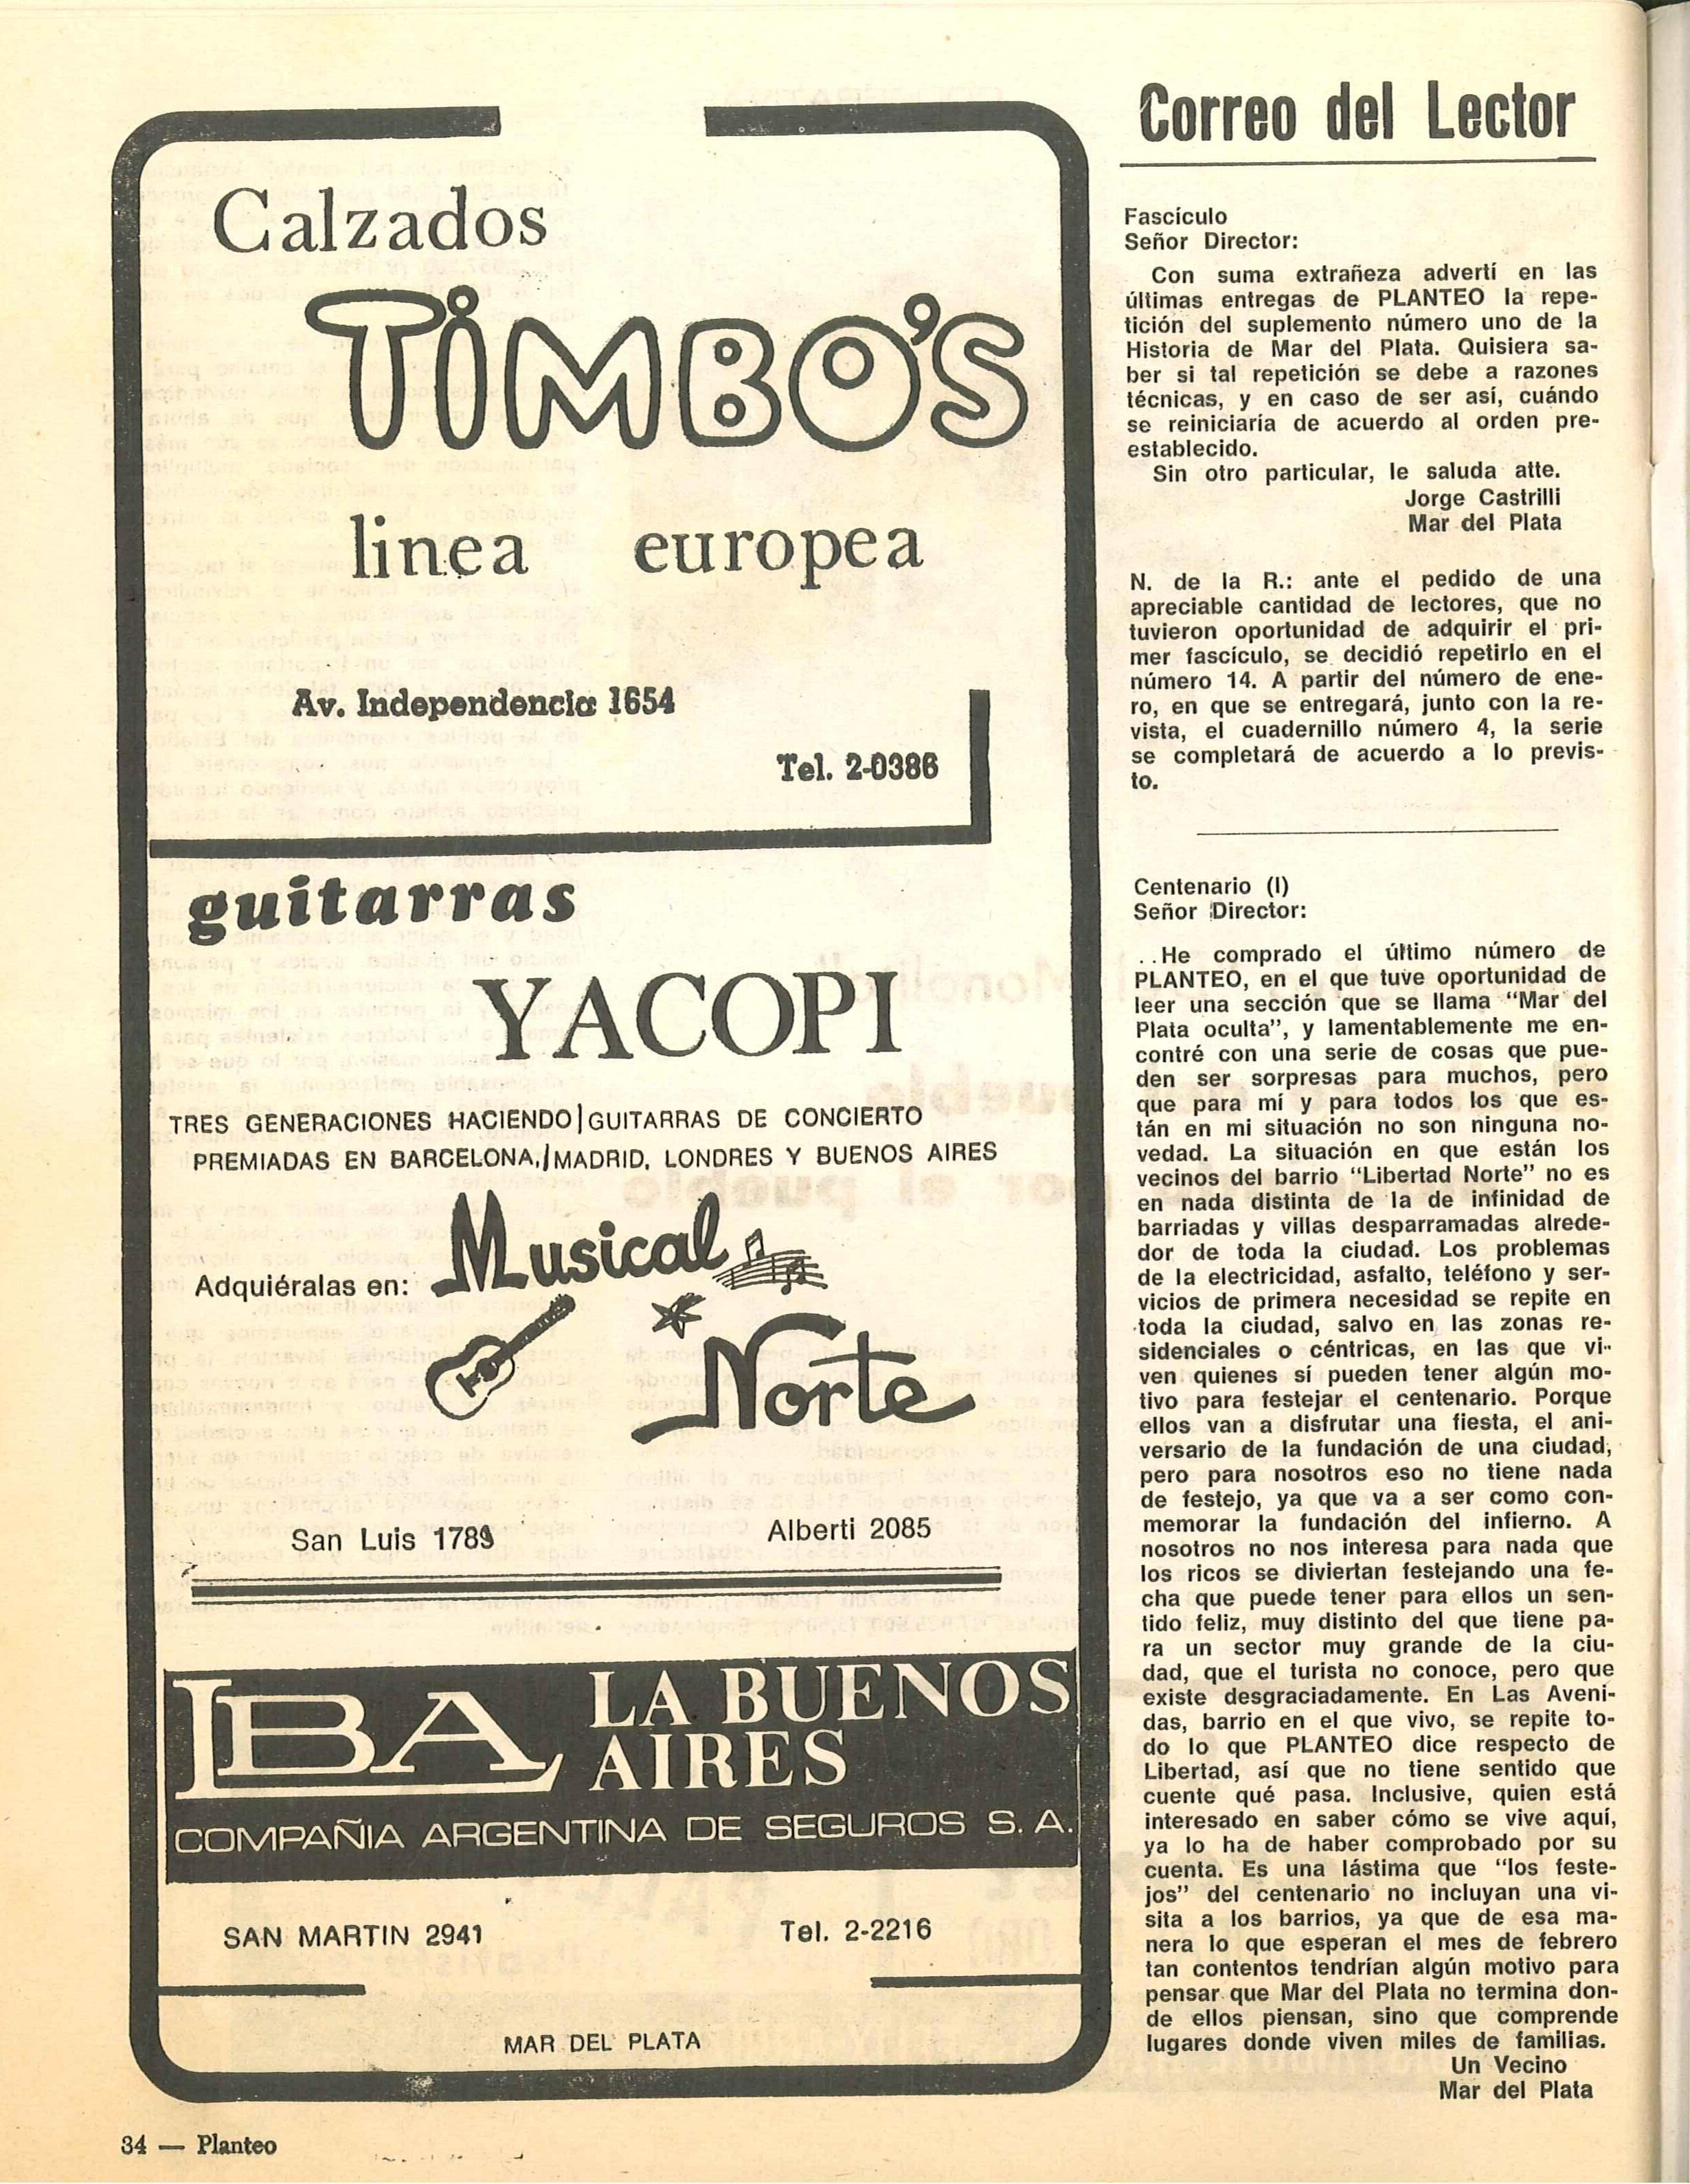 Calzados
TIMBO'S
linea europea
Av. Independencia 1654
Tel. 2-0386
guitarras
YACOPI
TRES GENERACIONES HACIENDO GUITARRAS DE CONCIERTO
PREMIADAS EN BARCELONA, MADRID, LONDRES Y BUENOS AIRES
Adquiéralas en: Musical
Norte
San Luis 1789
Alberti 2085
LBA LA BUENOS
AIRES
COMPAÑIA ARGENTINA DE SEGUROS S. A.
SAN MARTIN 2941
Tel. 2-2216
MAR DEL PLATA
34 — Planteo
Correo del Lector
Fascículo
Señor Director:
Con suma extrañeza advertí en las
últimas entregas de PLANTEO la repe-
tición del suplemento número uno de la
Historia de Mar del Plata. Quisiera sa-
ber si tal repetición se debe a razones
técnicas, y en caso de ser así, cuándo
se reiniciaría de acuerdo al orden pre-
establecido.
Sin otro particular, le saluda atte.
Jorge Castrilli
Mar del Plata
N. de la R.: ante el pedido de una
apreciable cantidad de lectores, que no
tuvieron oportunidad de adquirir el pri-
mer fascículo, se decidió repetirlo en el
número 14. A partir del número de ene-
ro, en que se entregará, junto con la re-
vista, el cuadernillo número 4, la serie
se completará de acuerdo a lo previs-
to.
Centenario (I)
Señor Director:
..He comprado el último número de
PLANTEO, en el que tuve oportunidad de
leer una sección que se llama "Mar del
Plata oculta", y lamentablemente me en-
contré con una serie de cosas que pue-
den ser sorpresas para muchos, pero
que para mí y para todos los que es-
tán en mi situación no son ninguna no-
vedad. La situación en que están los
vecinos del barrio "Libertad Norte" no es
en nada distinta de la de infinidad de
barriadas y villas desparramadas alrede-
dor de toda la ciudad. Los problemas
de la electricidad, asfalto, teléfono y ser-
vicios de primera necesidad se repite en
toda la ciudad, salvo en las zonas re-
sidenciales o céntricas, en las que vi-
ven quienes sí pueden tener algún mo-
tivo para festejar el centenario. Porque
ellos van a disfrutar una fiesta, el ani-
versario de la fundación de una ciudad,
pero para nosotros eso no tiene nada
de festejo, ya que va a ser como con-
memorar la fundación del infierno. A
nosotros no nos interesa para nada que
los ricos se diviertan festejando una fe-
cha que puede tener para ellos un sen-
tido feliz, muy distinto del que tiene pa-
ra un sector muy grande de la ciu-
dad, que el turista no conoce, pero que
existe desgraciadamente. En Las Aveni-
das, barrio en el que vivo, se repite to-
do lo que PLANTEO dice respecto de
Libertad, así que no tiene sentido que
cuente qué pasa. Inclusive, quien está
interesado en saber cómo se vive aquí,
ya lo ha de haber comprobado por su
cuenta. Es una lástima que "los feste-
jos" del centenario no incluyan una vi-
sita a los barrios, ya que de esa ma-
nera lo que esperan el mes de febrero
tan contentos tendrían algún motivo para
pensar que Mar del Plata no termina don-
de ellos piensan, sino que comprende
lugares donde viven miles de familias.
Un Vecino
Mar del Plata